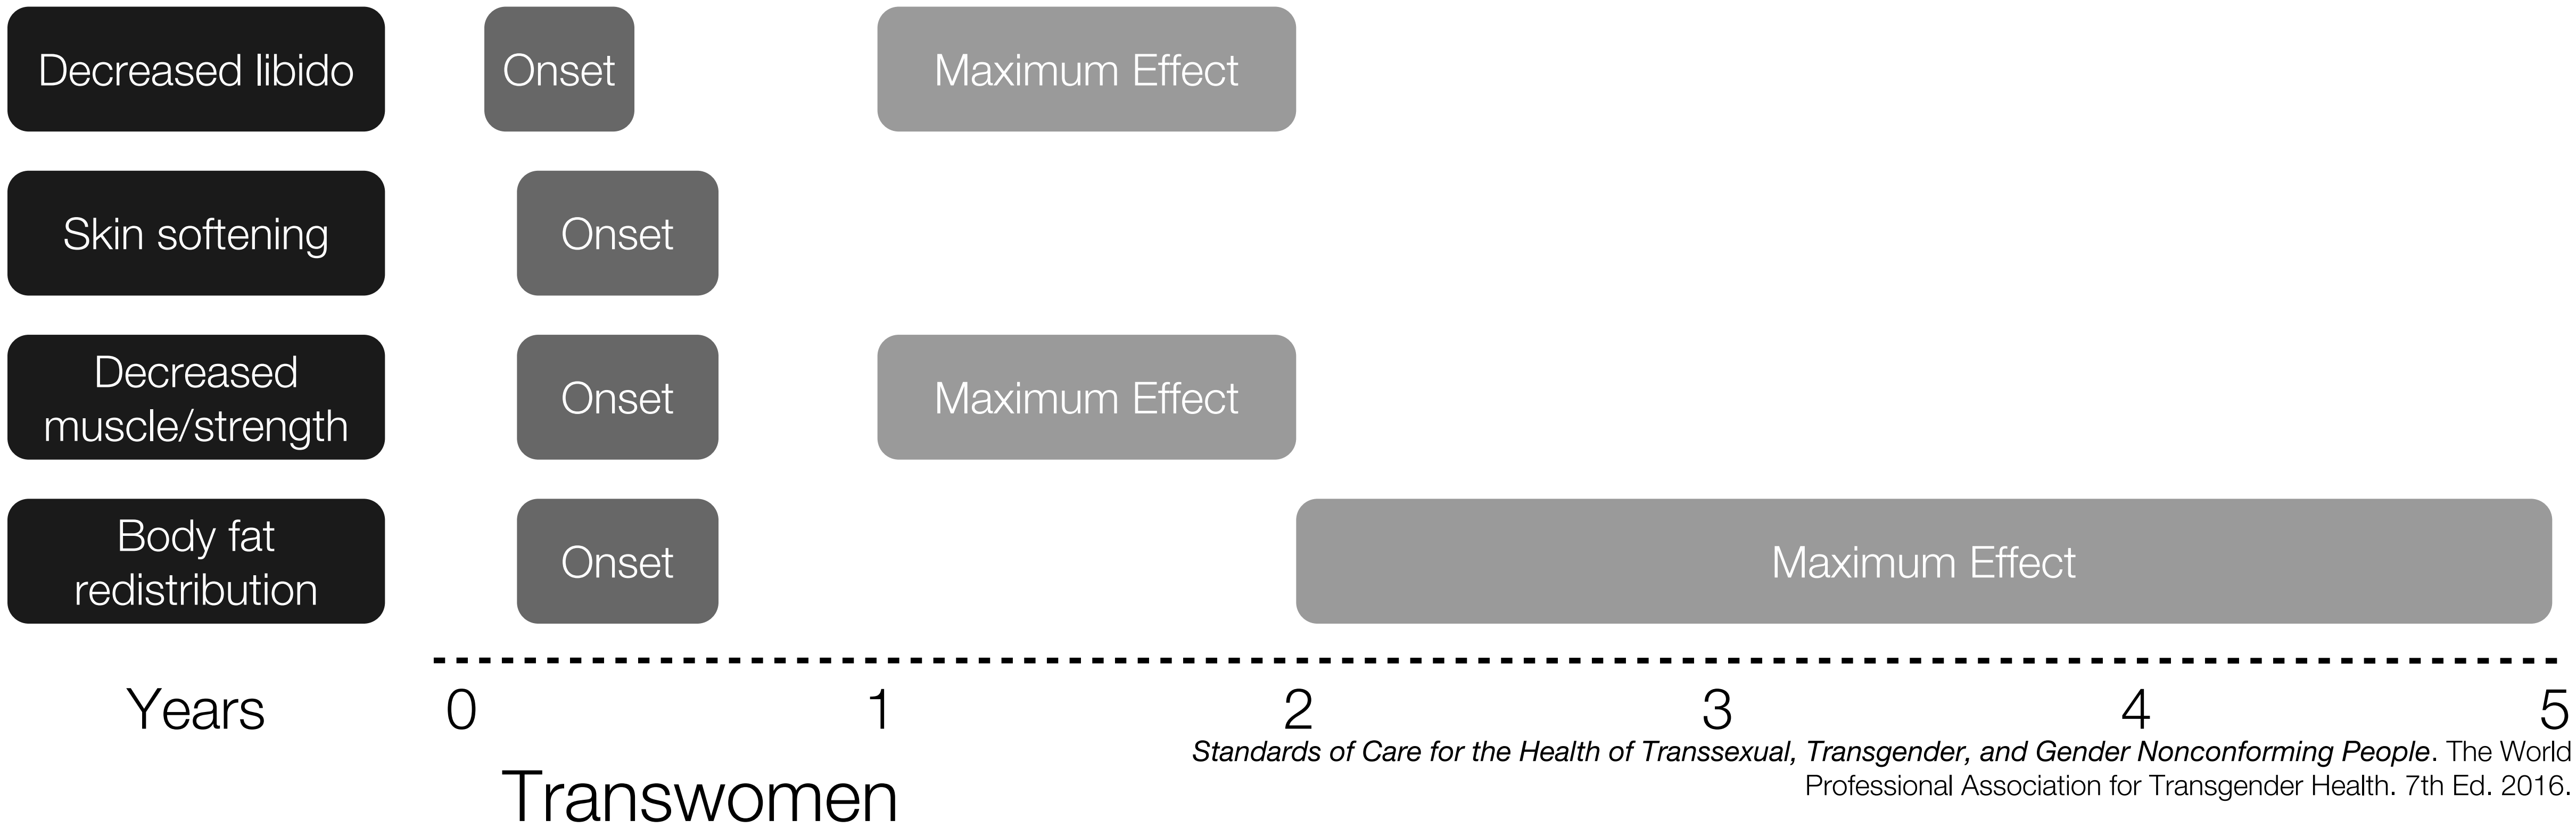 Decreased libido
Onset
Maximum Effect
Skin softening
Onset
Decreased
muscle/strength
Onset
Maximum Effect
Body fat
redistribution
Onset
Maximum Effect
Years 0 1 2 3 4 5
Standards of Care for the Health of Transsexual, Transgender, and Gender Nonconforming People. The World
Professional Association for Transgender Health. 7th Ed. 2016.
Transwomen